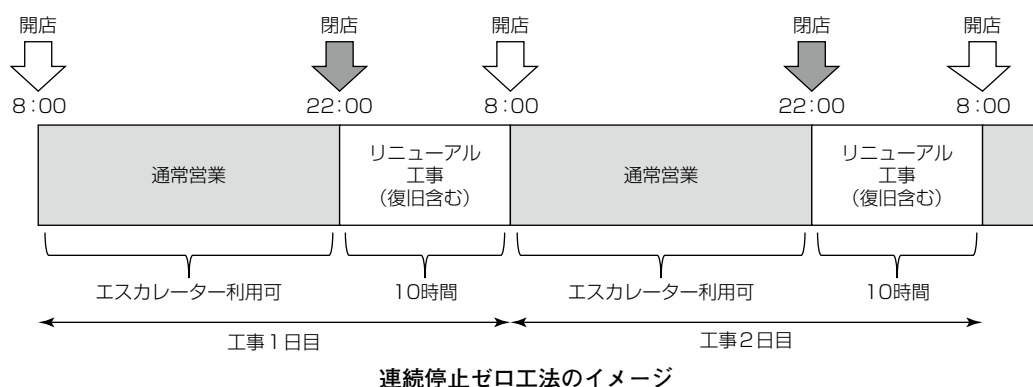 開店 閉店 開店 閉店 開店
8:00 22:00 8:00 22:00 8:00
通常営業
リニューアル
工事
(復旧含む)
通常営業
リニューアル
工事
(復旧含む)
エスカレーター利用可 10時間 エスカレーター利用可 10時間
工事1日目 工事2日目
連続停止ゼロ工法のイメージ